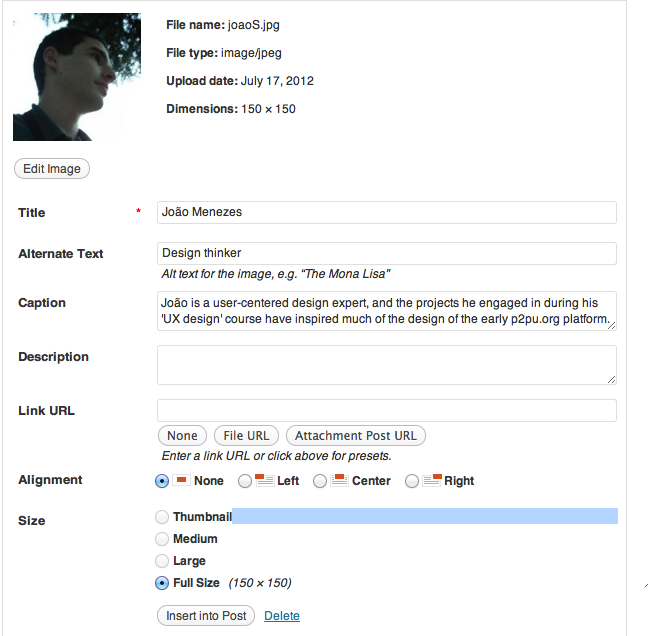 File name: joaoS.jpg
File type: image/jpeg
Upload date: July 17, 2012
Dimensions: 150 × 150
Edit Image
Title * João Menezes
Alternate Text Design thinker
Alt text for the image, e.g. “The Mona Lisa”
Caption João is a user-centered design expert, and the projects he engaged in during his
'UX design' course have inspired much of the design of the early p2pu.org platform.
Description
Link URL
None File URL Attachment Post URL
Enter a link URL or click above for presets.
Alignment None Left Center Right
Size Thumbnail
Medium
Large
Full Size (150 × 150)
Insert into Post Delete